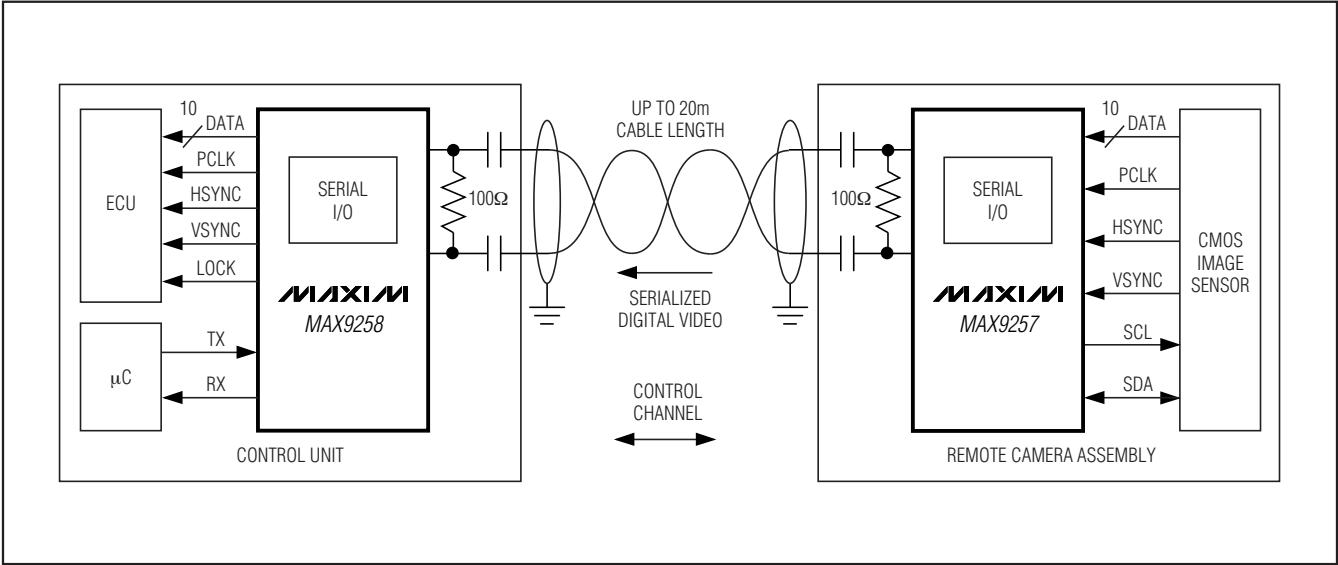 UP TO 20m
CABLE LENGTH
ECU
10
DATA
PCLK
HSYNC
VSYNC
LOCK
µC
TX
RX
SERIAL
I/O
MAXIM
MAX9258
100Ω
CONTROL UNIT
SERIALIZED
DIGITAL VIDEO
CONTROL
CHANNEL
100Ω
SERIAL
I/O
MAXIM
MAX9257
10
DATA
PCLK
HSYNC
VSYNC
SCL
SDA
CMOS
IMAGE
SENSOR
REMOTE CAMERA ASSEMBLY